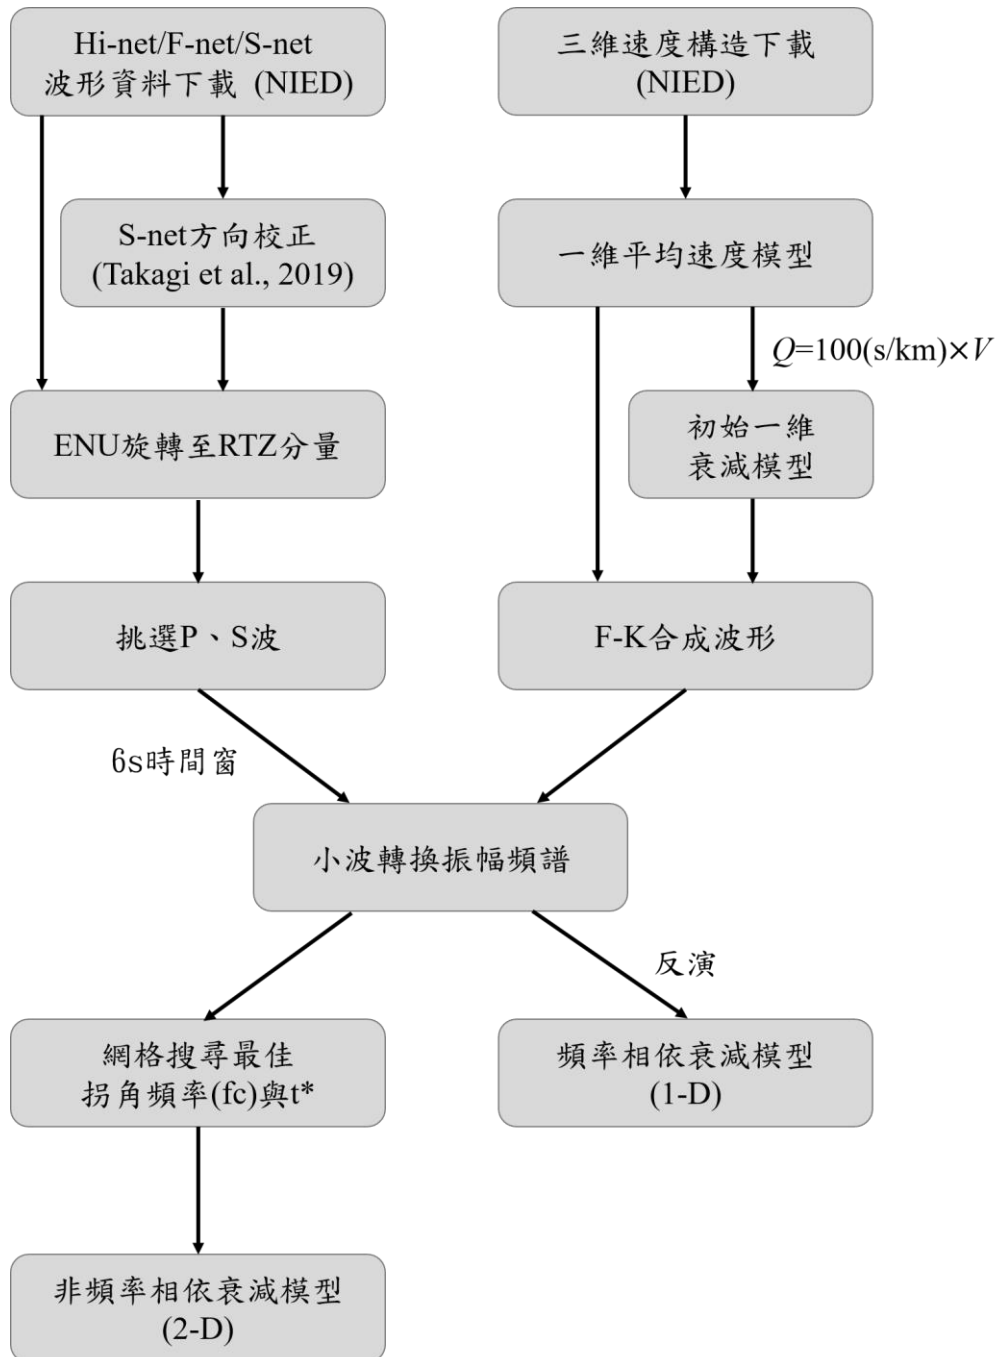 Hi-net/F-net/S-net
波形資料下載 (NIED)
三維速度構造下載
(NIED)
S-net方向校正
(Takagi et al., 2019)
一維平均速度模型
Q=100(s/km)×V
ENU旋轉至RTZ分量
初始一維
衰減模型
挑選P、S波
F-K合成波形
6s時間窗
小波轉換振幅頻譜
反演
網格搜尋最佳
拐角頻率(fc)與t*
頻率相依衰減模型
(1-D)
非頻率相依衰減模型
(2-D)